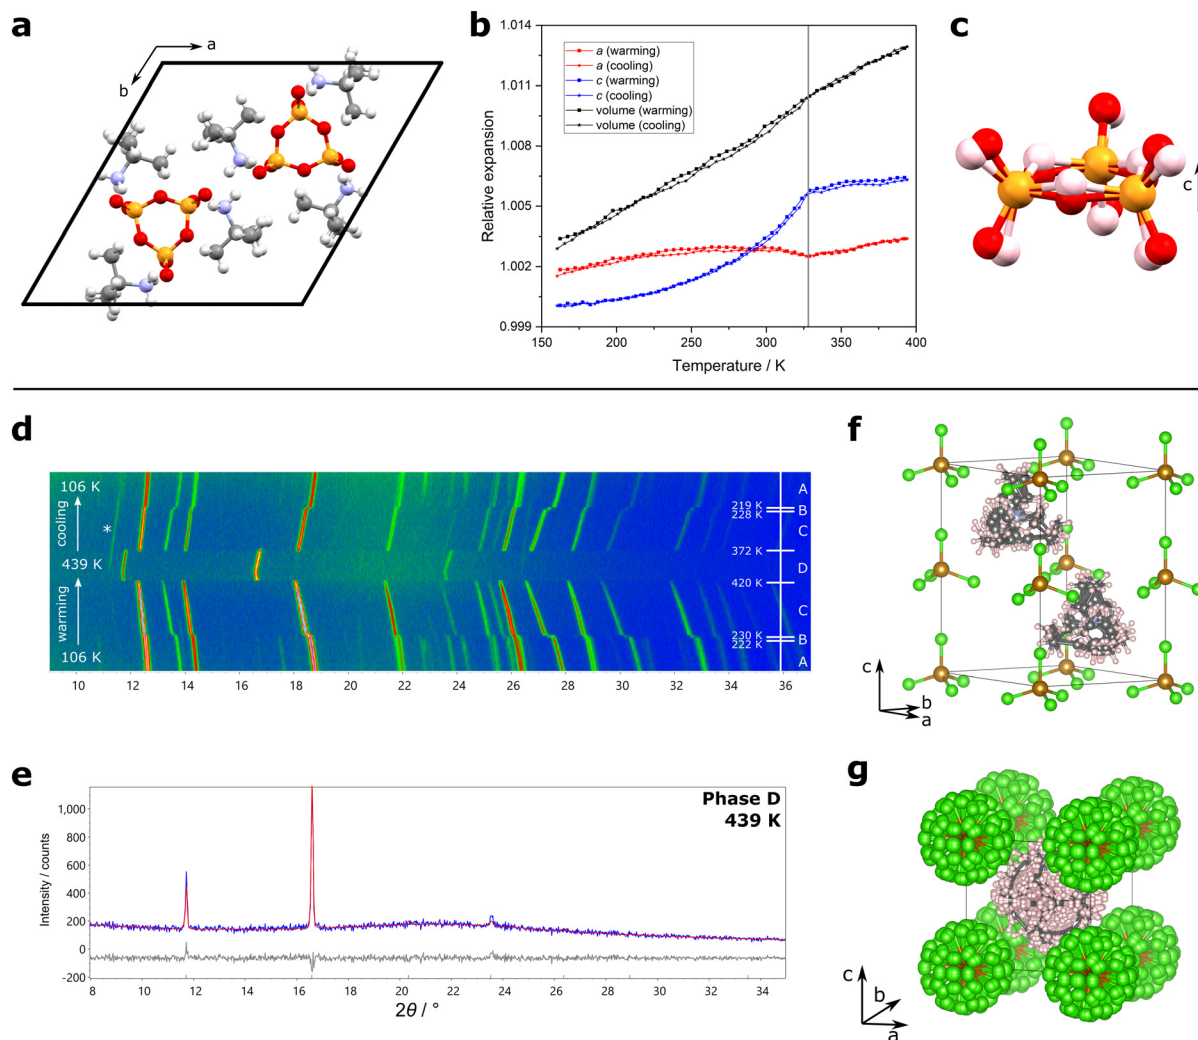 a
b
a
b
1.014
1.011
1.008
1.005
1.002
0.999
Relative expansion
a (warming)
a (cooling)
c (warming)
c (cooling)
volume (warming)
volume (cooling)
150
200
250
300
350
400
Temperature / K
c
c
d
106 K
cooling
*
439 K
warming
106 K
219 K
228 K
372 K
420 K
230 K
222 K
A
B
C
D
C
B
A
10
12
14
16
18
20
22
24
26
28
30
32
34
36
e
Intensity / counts
1,000
800
600
400
200
0
-200
Phase D
439 K
8
10
12
14
16
18
20
22
24
26
28
30
32
34
2θ / °
f
c
b
a
g
c
b
a